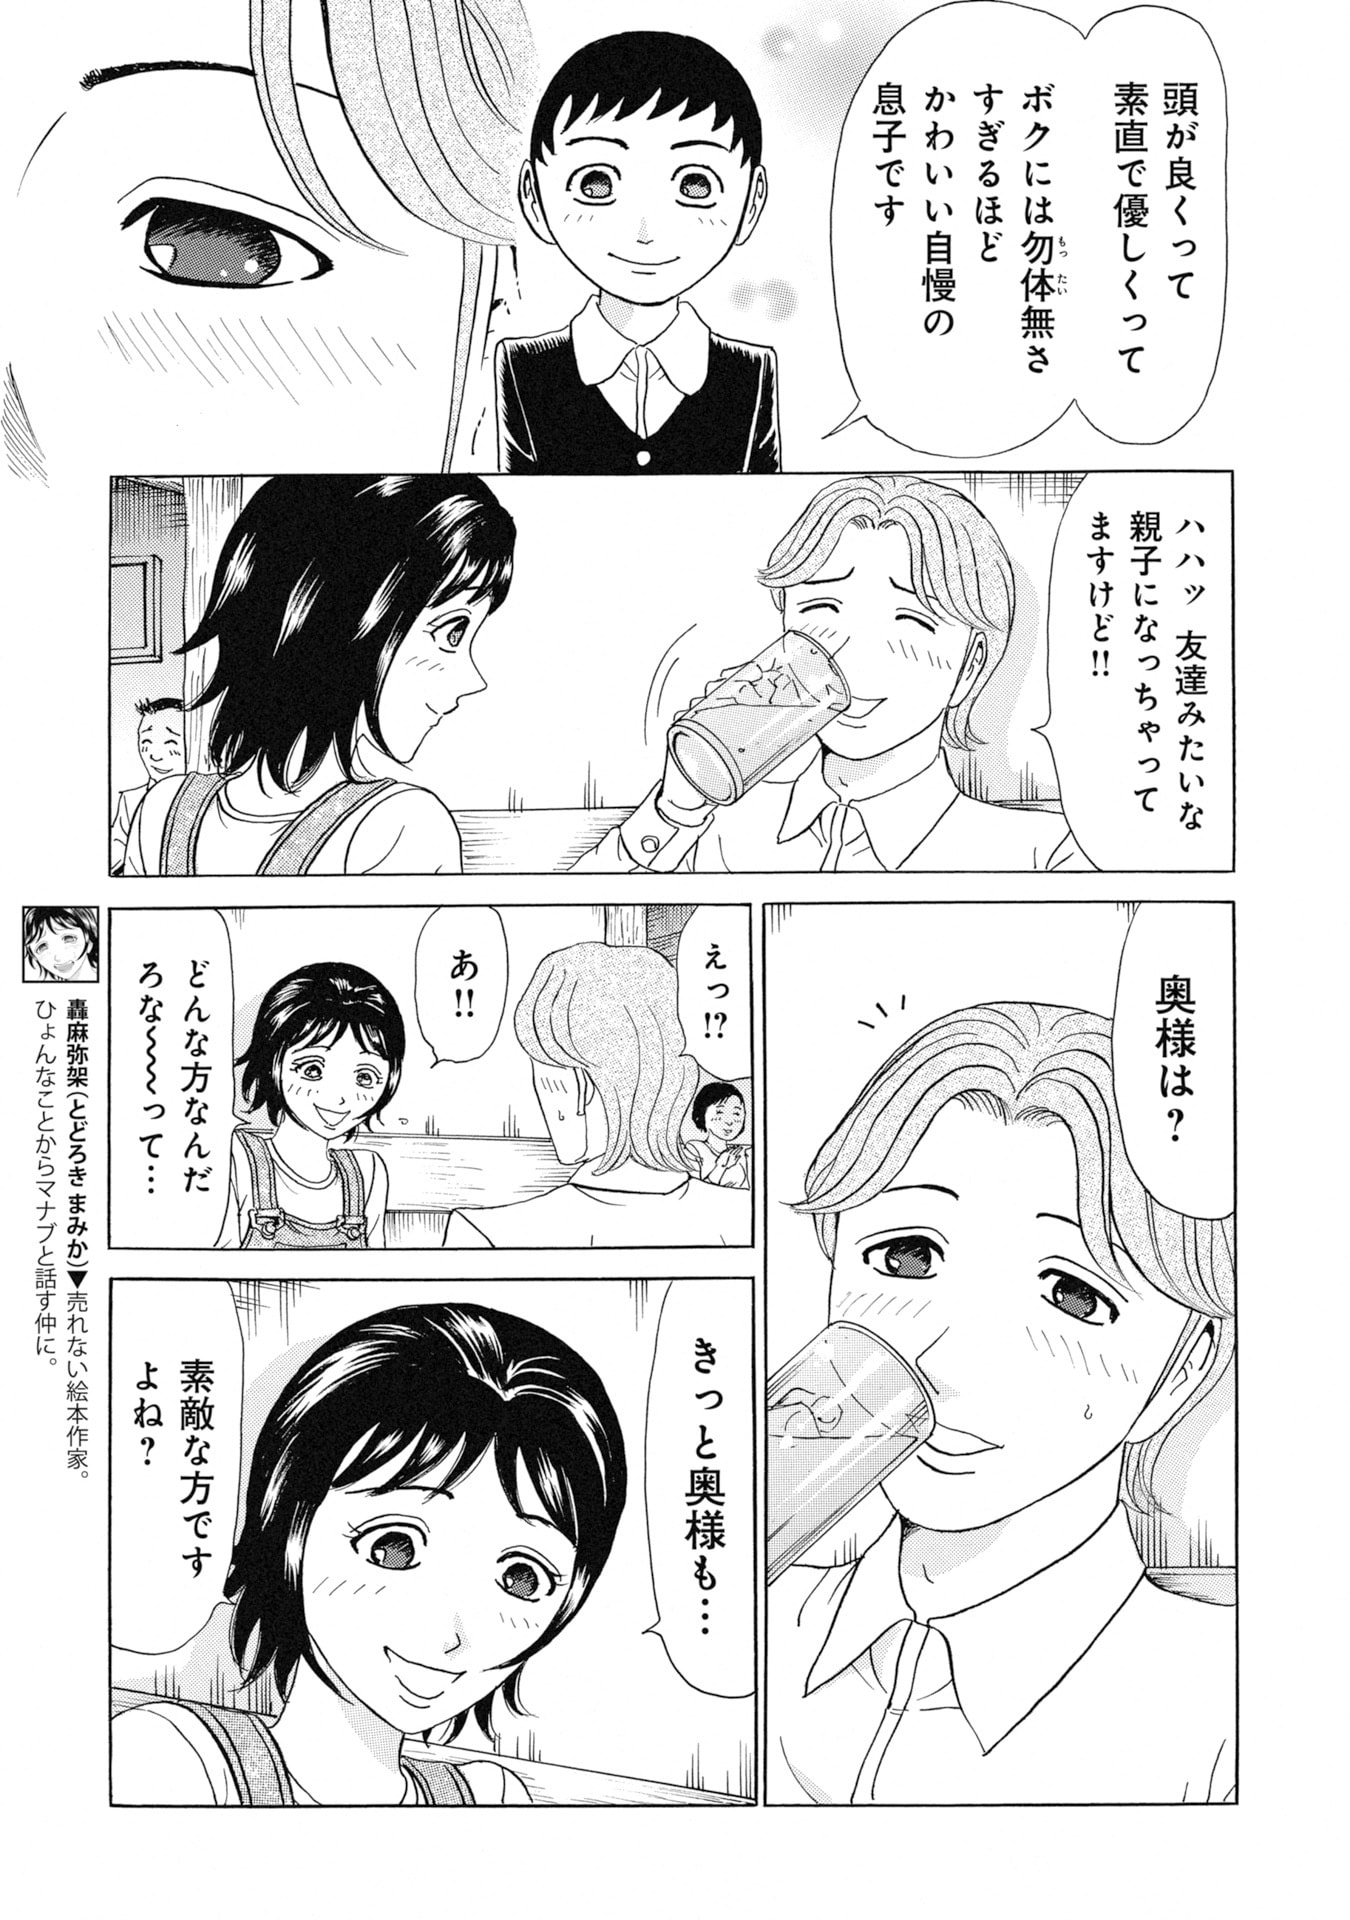 頭が良くって
素直で優しくって
ボクには勿体無さ
もったい
すぎるほど
かわいい自慢の
息子です
ハハッ 友達みたいな
親子になっちゃって
ますけど!!
奥様は?
えっ!?
あ!!
どんな方なんだ
ろな〜〜〜って…
きっと奥様も…
素敵な方です
よね?
轟麻弥架(とどろき まみか)▼売れない絵本作家。
ひょんなことからマナブと話す仲に。